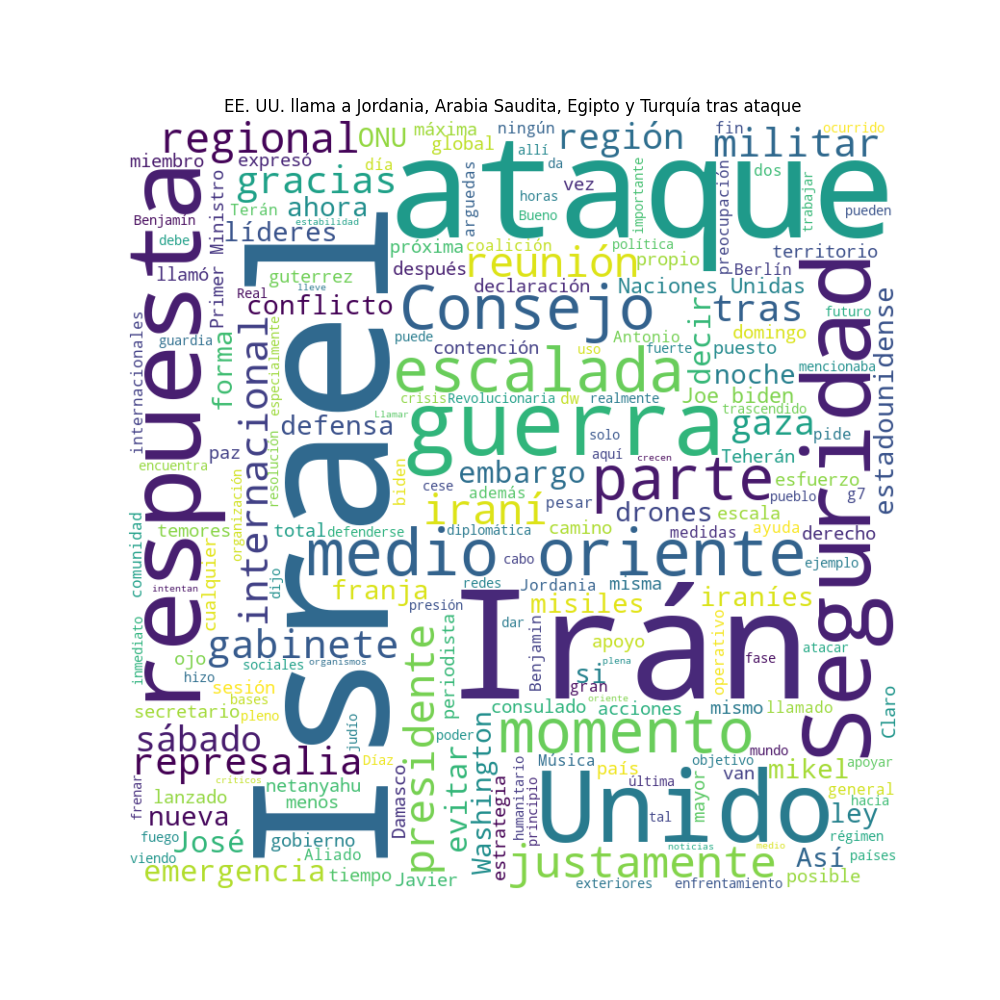 EE. UU. llama a Jordania, Arabia Saudita, Egipto y Turquía tras ataque
regional
ONU
máxima
ningún
región
fin
ocurrido
militar
miembro
expresó
global
allí
día
da
ataque
dos
gracias
Primer Ministro
Benjamín
Terán
ahora
estabilidad
arguedas
horas
vez
Bueno
importante
preocupación
trabajar
pueden
debe
líderes
próxima
coalición
política
propio
territorio
respuesta
llamó
guterrez
lleve
después
reunión
Berlín
Real
conflicto
declaración
Naciones Unidas
Israel
Consejo
tras
decir
futuro
guardia
puede
Antonio
domingo
internacionales
forma
especialmente
contención
uso
fuerte
puesto
estadounidense
escalada
noche
mencionaba
crisis
Revolucionaria
dw
realmente
Joe biden
trascendido
internacional
Llamar
defensa
guerra
gaza
pide
solo
seguridad
paz
aquí
crecen
Teherán
encuentra
resolución
biden
embargo
parte
esfuerzo
organización
cese
además
pesar
pueblo
g7
iraní
drones
escala
temores
total
defenderse
diplomática
camino
medidas
ayuda
derecho
comunidad
cualquier
medio oriente
cabo
ejemplo
dijo
intentan
franja
redes
Jordania
misma
presión
misiles
iraníes
Irán
dar
apoyo
operativo
inmediato
ojo
gabinete
sociales
organismos
presidente
periodista
Benjamin
plena
si
gran
fase
atacar
hizo
sesión
bases
oriente
consulado
acciones
mismo
llamado
secretario
pleno
judío
poder
momento
Claro
sábado
Díaz
Washington
mundo
represalia
evitar
Música
objetivo
mikel
apoyar
frenar
críticos
netanyahu
país
van
lanzado
menos
Damasco
estrategia
humanitario
principio
última
mayor
general
hacia
nueva
Unido
tal
ley
fuego
José
gobierno
régimen
viendo
Aliado
noticias
medio
Así
países
emergencia
tiempo
Javier
justamente
posible
exteriores
enfrentamiento